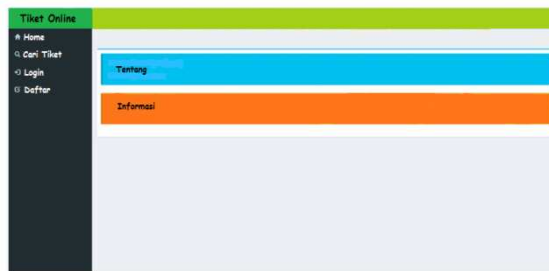 Tiket Online
Home
Cari Tiket
Login
Daftar
Tentang
Informasi